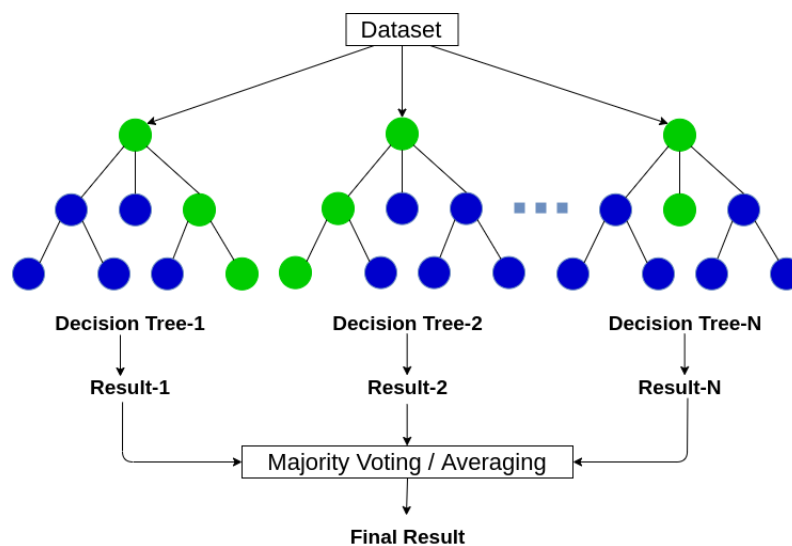 Dataset
Decision Tree-1
Decision Tree-2
Decision Tree-N
Result-1
Result-2
Result-N
Majority Voting / Averaging
Final Result